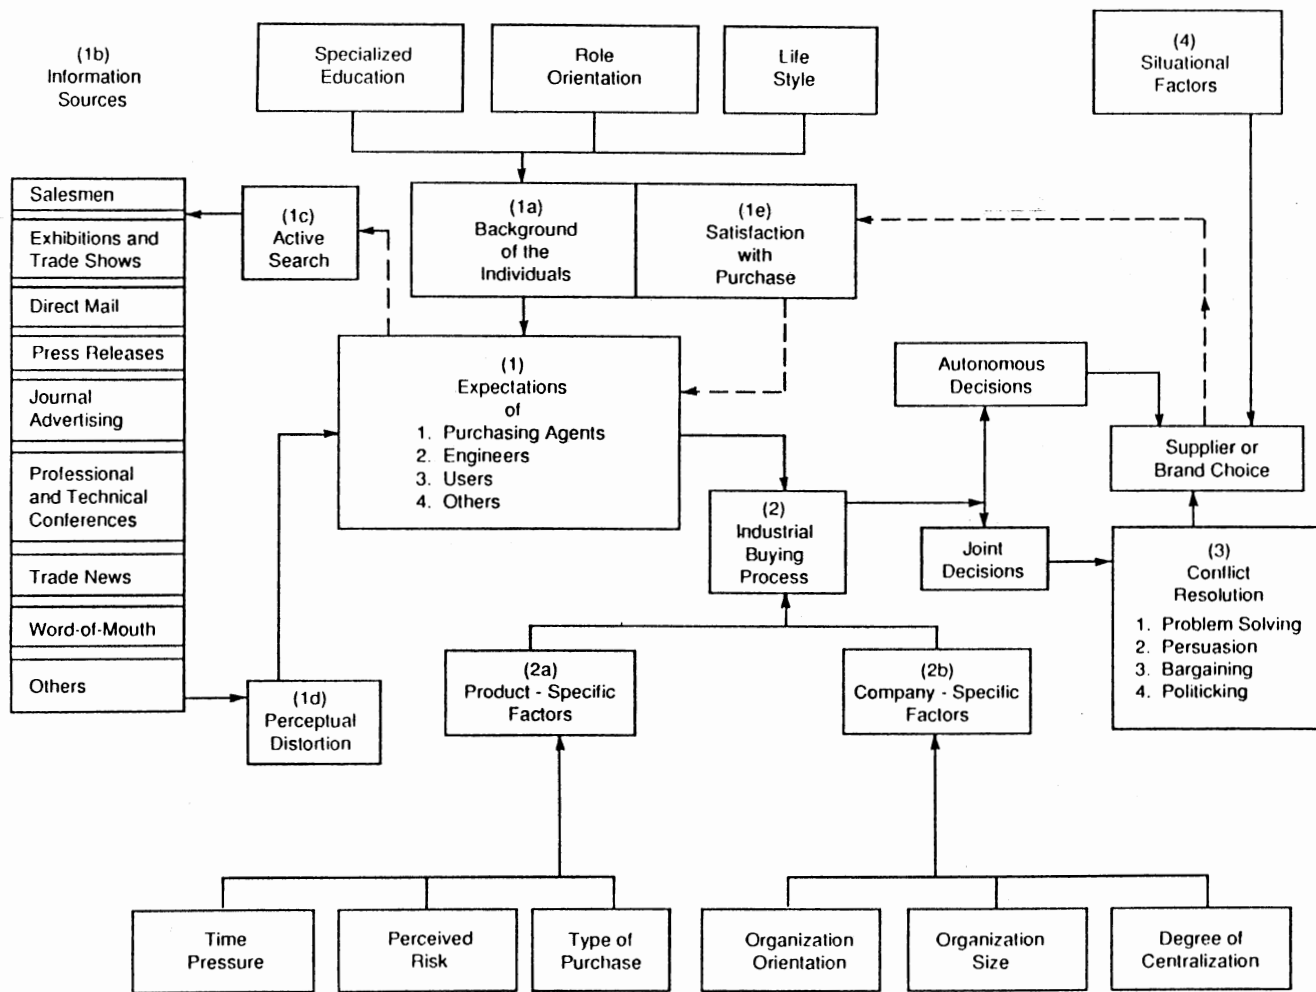 (1b)
Information
Sources
Specialized
Education
Role
Orientation
Life
Style
(4)
Situational
Factors
Salesmen
Exhibitions and
Trade Shows
Direct Mail
Press Releases
Journal
Advertising
Professional
and Technical
Conferences
Trade News
Word-of-Mouth
Others
(1c)
Active
Search
(1a)
Background
of the
Individuals
(1e)
Satisfaction
with
Purchase
(1)
Expectations
of
1. Purchasing Agents
2. Engineers
3. Users
4. Others
(1d)
Perceptual
Distortion
(2)
Industrial
Buying
Process
Autonomous
Decisions
Joint
Decisions
Supplier or
Brand Choice
(3)
Conflict
Resolution
1. Problem Solving
2. Persuasion
3. Bargaining
4. Politicking
(2a)
Product - Specific
Factors
(2b)
Company - Specific
Factors
Time
Pressure
Perceived
Risk
Type of
Purchase
Organization
Orientation
Organization
Size
Degree of
Centralization